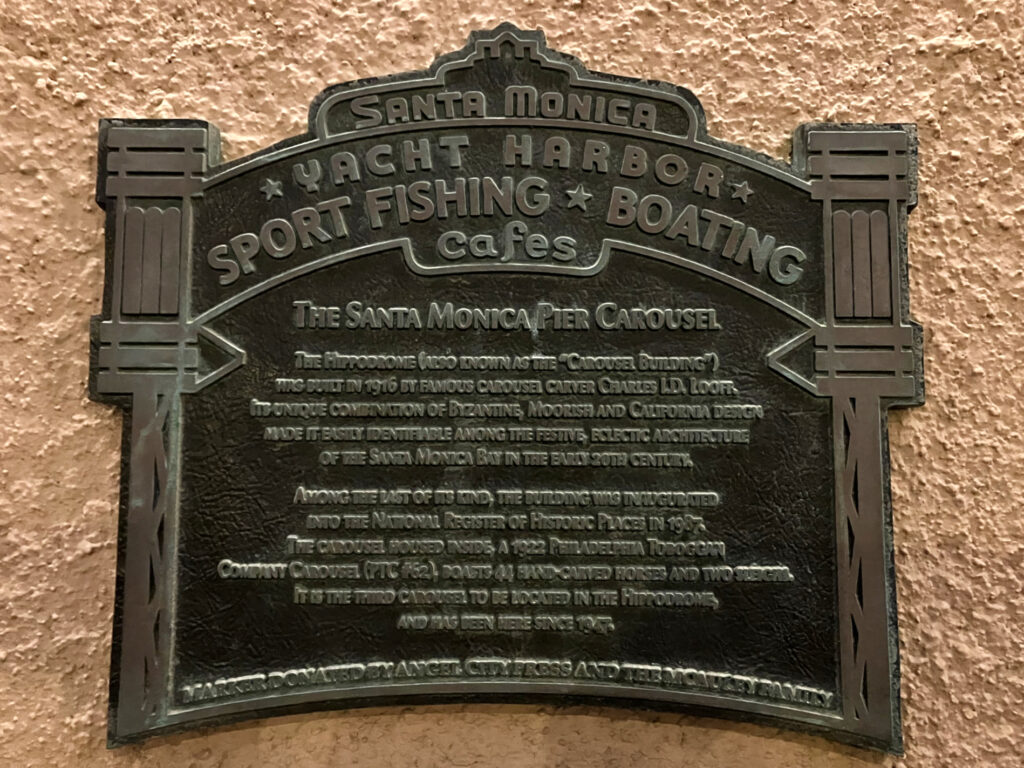 SANTA MONICA
YACHT HARBOR
SPORT FISHING ★ BOATING
cafes
THE SANTA MONICA PIER CAROUSEL
THE HIPPODROME (ALSO KNOWN AS THE "CAROUSEL BUILDING")
WAS BUILT IN 1916 BY FAMOUS CAROUSEL CARVER CHARLES I.D. LOOFF.
ITS UNIQUE COMBINATION OF BYZANTINE, MOORISH AND CALIFORNIA DESIGN
MADE IT EASILY IDENTIFIABLE AMONG THE FESTIVE, ECLECTIC ARCHITECTURE
OF THE SANTA MONICA BAY IN THE EARLY 20TH CENTURY.
AMONG THE LAST OF ITS KIND, THE BUILDING WAS INAUGURATED
INTO THE NATIONAL REGISTER OF HISTORIC PLACES IN 1987.
THE CAROUSEL HOUSED INSIDE, A 1922 PHILADELPHIA TOBOGGAN
COMPANY CAROUSEL (PTC #62), BOASTS 44 HAND-CARVED HORSES AND TWO SLEIGHS.
IT IS THE THIRD CAROUSEL TO BE LOCATED IN THE HIPPODROME,
AND HAS BEEN HERE SINCE 1947.
MARKER DONATED BY ANGEL CITY PRESS AND THE MCAULEY FAMILY